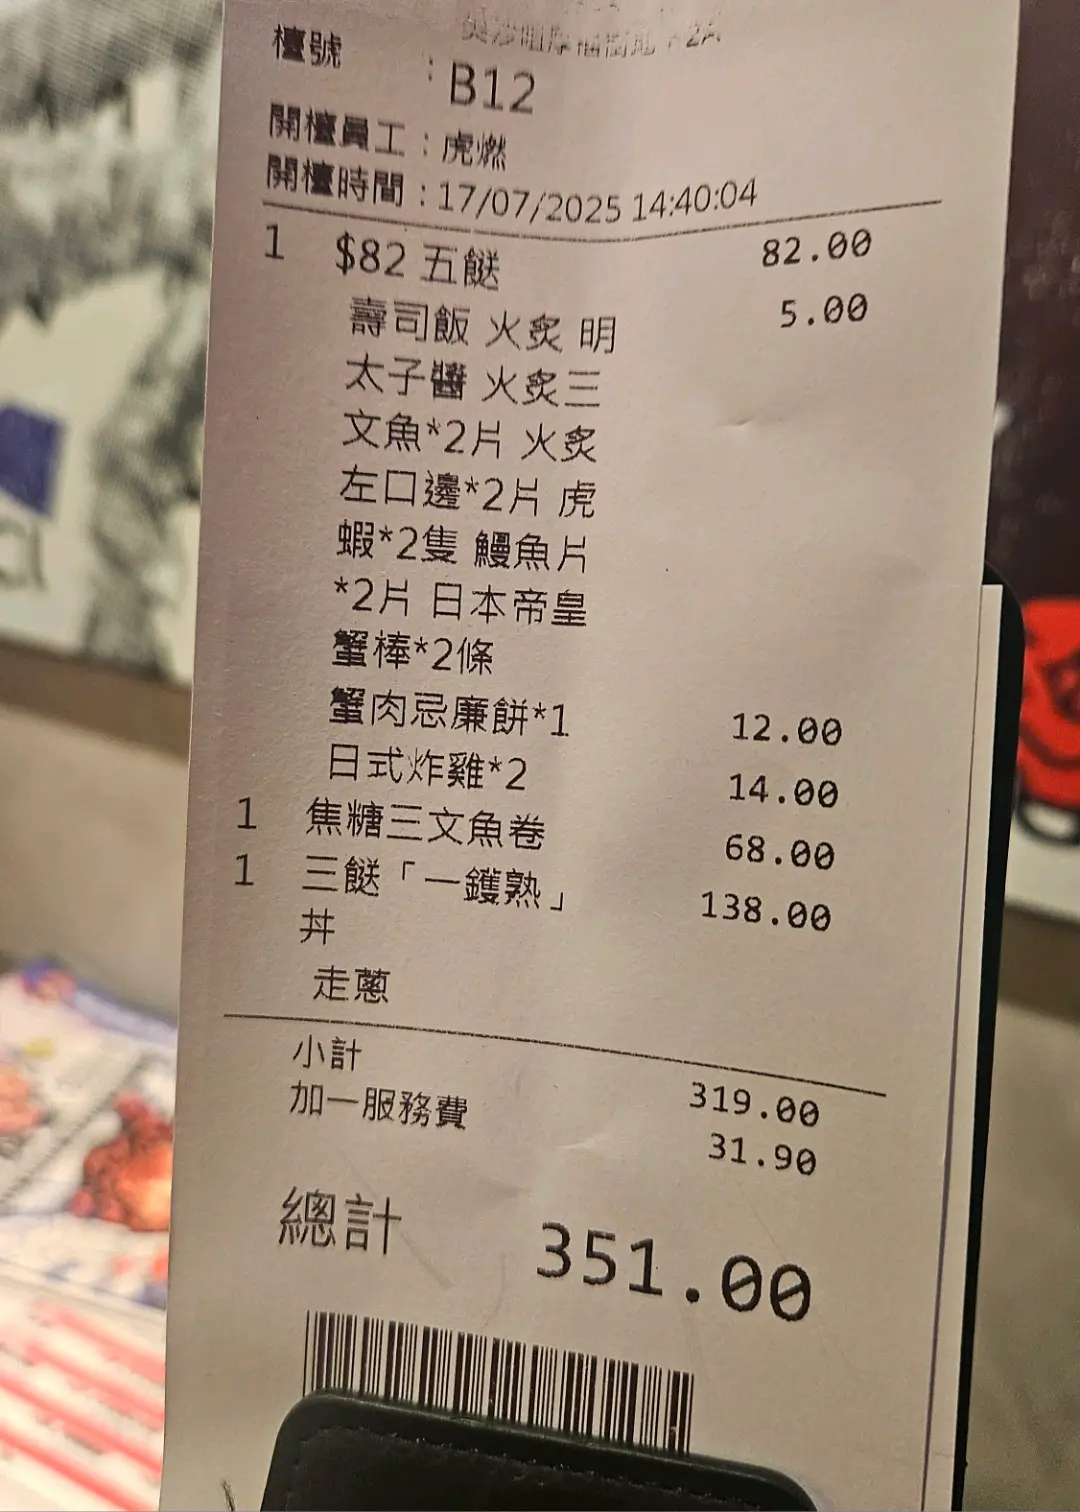 檯號 : B12
開檯員工 : 虎燃
開檯時間 : 17/07/2025 14:40:04
1 $82 五餸 82.00
壽司飯 火炙 明 5.00
太子醬 火炙三
文魚*2片 火炙
左口邊*2片 虎
蝦*2隻 鰻魚片
*2片 日本帝皇
蟹棒*2條
蟹肉忌廉餅*1 12.00
日式炸雞*2 14.00
1 焦糖三文魚卷 68.00
1 三餸「一鑊熟」 138.00
丼
走蔥
小計 319.00
加一服務費 31.90
總計 351.00